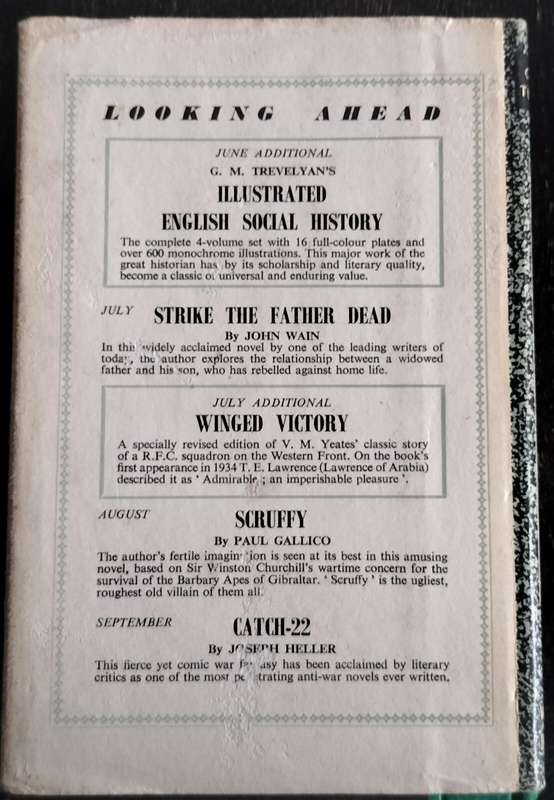 LOOKING AHEAD
JUNE ADDITIONAL
G. M. TREVELYAN'S
ILLUSTRATED
ENGLISH SOCIAL HISTORY
The complete 4-volume set with 16 full-colour plates and
over 600 monochrome illustrations. This major work of the
great historian has by its scholarship and literary quality,
become a classic of universal and enduring value.
JULY STRIKE THE FATHER DEAD
By JOHN WAIN
In this widely acclaimed novel by one of the leading writers of
today, the author explores the relationship between a widowed
father and his son, who has rebelled against home life.
JULY ADDITIONAL
WINGED VICTORY
A specially revised edition of V. M. Yeates' classic story
of a R.F.C. squadron on the Western Front. On the book's
first appearance in 1934 T. E. Lawrence (Lawrence of Arabia)
described it as ' Admirable ; an imperishable pleasure '.
AUGUST SCRUFFY
By PAUL GALLICO
The author's fertile imagination is seen at its best in this amusing
novel, based on Sir Winston Churchill's wartime concern for the
survival of the Barbary Apes of Gibraltar. ' Scruffy ' is the ugliest,
roughest old villain of them all.
SEPTEMBER CATCH-22
By JOSEPH HELLER
This fierce yet comic war fantasy has been acclaimed by literary
critics as one of the most penetrating anti-war novels ever written.